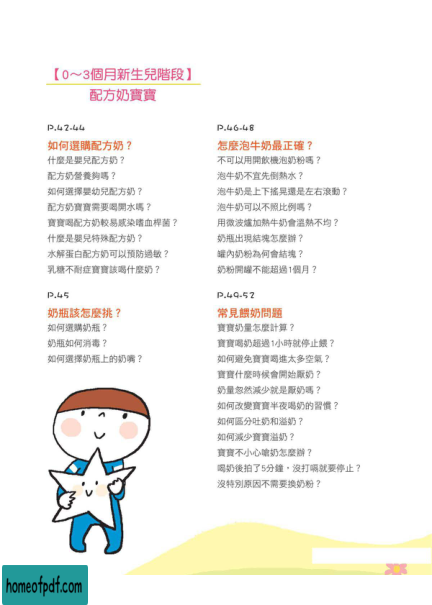 【0～3個月新生兒階段】
配方奶寶寶
P.42-44
如何選購配方奶？
什麼是嬰兒配方奶？
配方奶營養夠嗎？
如何選擇嬰幼兒配方奶？
配方奶寶寶需要喝開水嗎？
寶寶喝配方奶較易感染嗜血桿菌？
什麼是嬰兒特殊配方奶？
水解蛋白配方奶可以預防過敏？
乳糖不耐症寶寶該喝什麼奶？
P.45
奶瓶該怎麼挑？
如何選購奶瓶？
奶瓶如何消毒？
如何選擇奶瓶上的奶嘴？
P.46-48
怎麼泡牛奶最正確？
不可以用開飲機泡奶粉嗎？
泡牛奶不宜先倒熱水？
泡牛奶是上下搖晃還是左右滾動？
泡牛奶可以不照比例嗎？
用微波爐加熱牛奶會溫熱不均？
奶瓶出現結塊怎麼辦？
罐內奶粉為何會結塊？
奶粉開罐不能超過1個月？
P.49-52
常見餵奶問題
寶寶奶量怎麼計算？
寶寶喝奶超過1小時就停止餵？
如何避免寶寶喝進太多空氣？
寶寶什麼時候會開始厭奶？
奶量忽然減少就是厭奶嗎？
如何改變寶寶半夜喝奶的習慣？
如何區分吐奶和溢奶？
如何減少寶寶溢奶？
寶寶不小心嗆奶怎麼辦？
喝奶後拍了5分鐘，沒打嗝就要停止？
沒特別原因不需要換奶粉？
homeofpdf.com